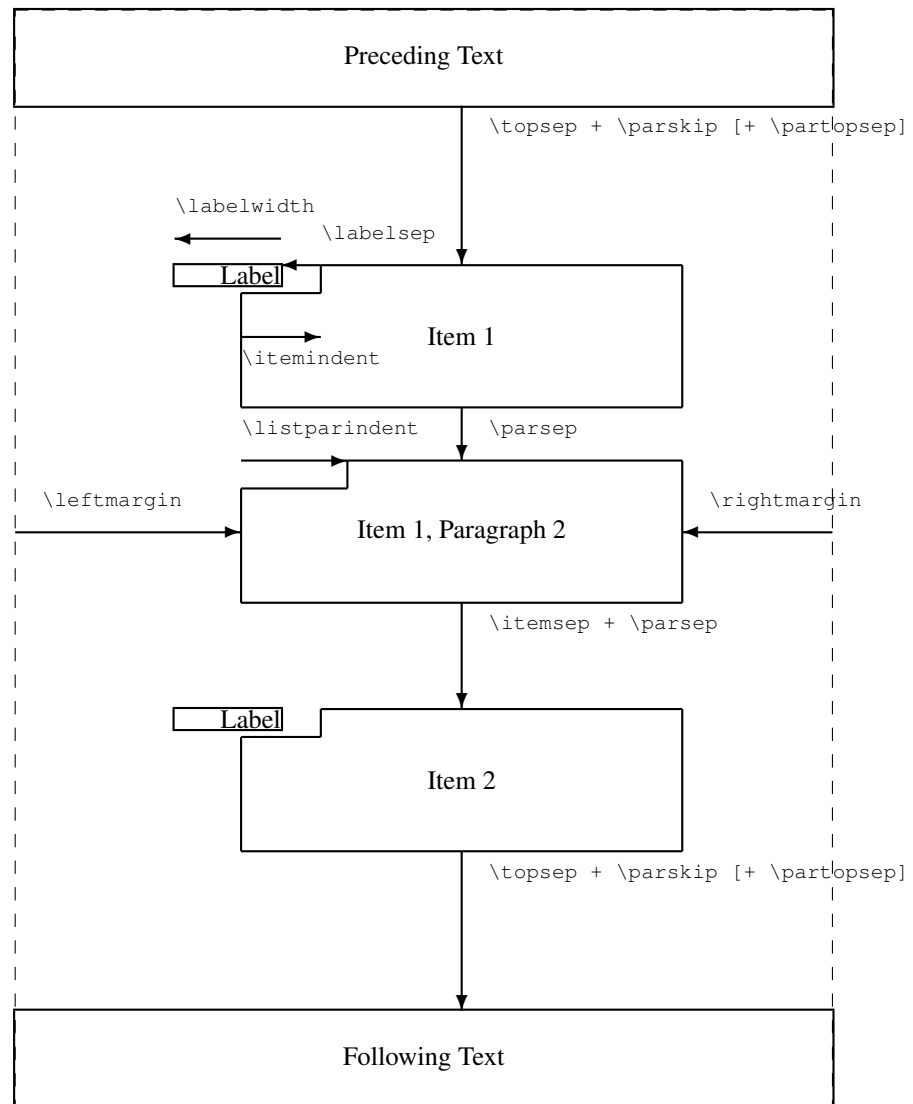 Preceding Text
\topsep + \parskip [+ \partopsep]
\labelwidth
\labelsep
Label
Item 1
\itemindent
\listparindent
\parsep
\leftmargin
\rightmargin
Item 1, Paragraph 2
\itemsep + \parsep
Label
Item 2
\topsep + \parskip [+ \partopsep]
Following Text